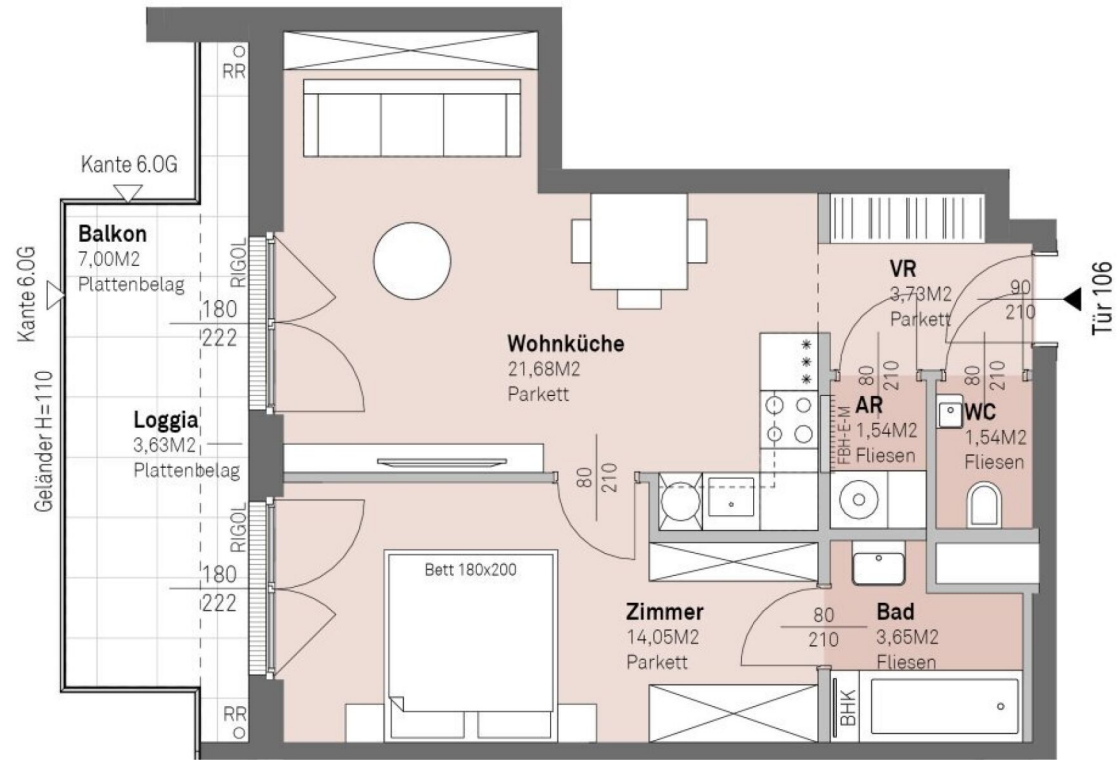 RR
Kante 6.OG
Kante 6.OG
Balkon
7,00M2
Plattenbelag
RIGOL
180
222
Geländer H=110
Loggia
3,63M2
Plattenbelag
RIGOL
180
222
RR
Wohnküche
21,68M2
Parkett
80
210
VR
3,73M2
Parkett
90
210
Tür 106
80
210
80
210
FBH-E-M
AR
1,54M2
Fliesen
WC
1,54M2
Fliesen
Bett 180x200
Zimmer
14,05M2
Parkett
80
210
Bad
3,65M2
Fliesen
BHK